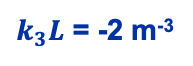 k₃L = -2 m⁻³